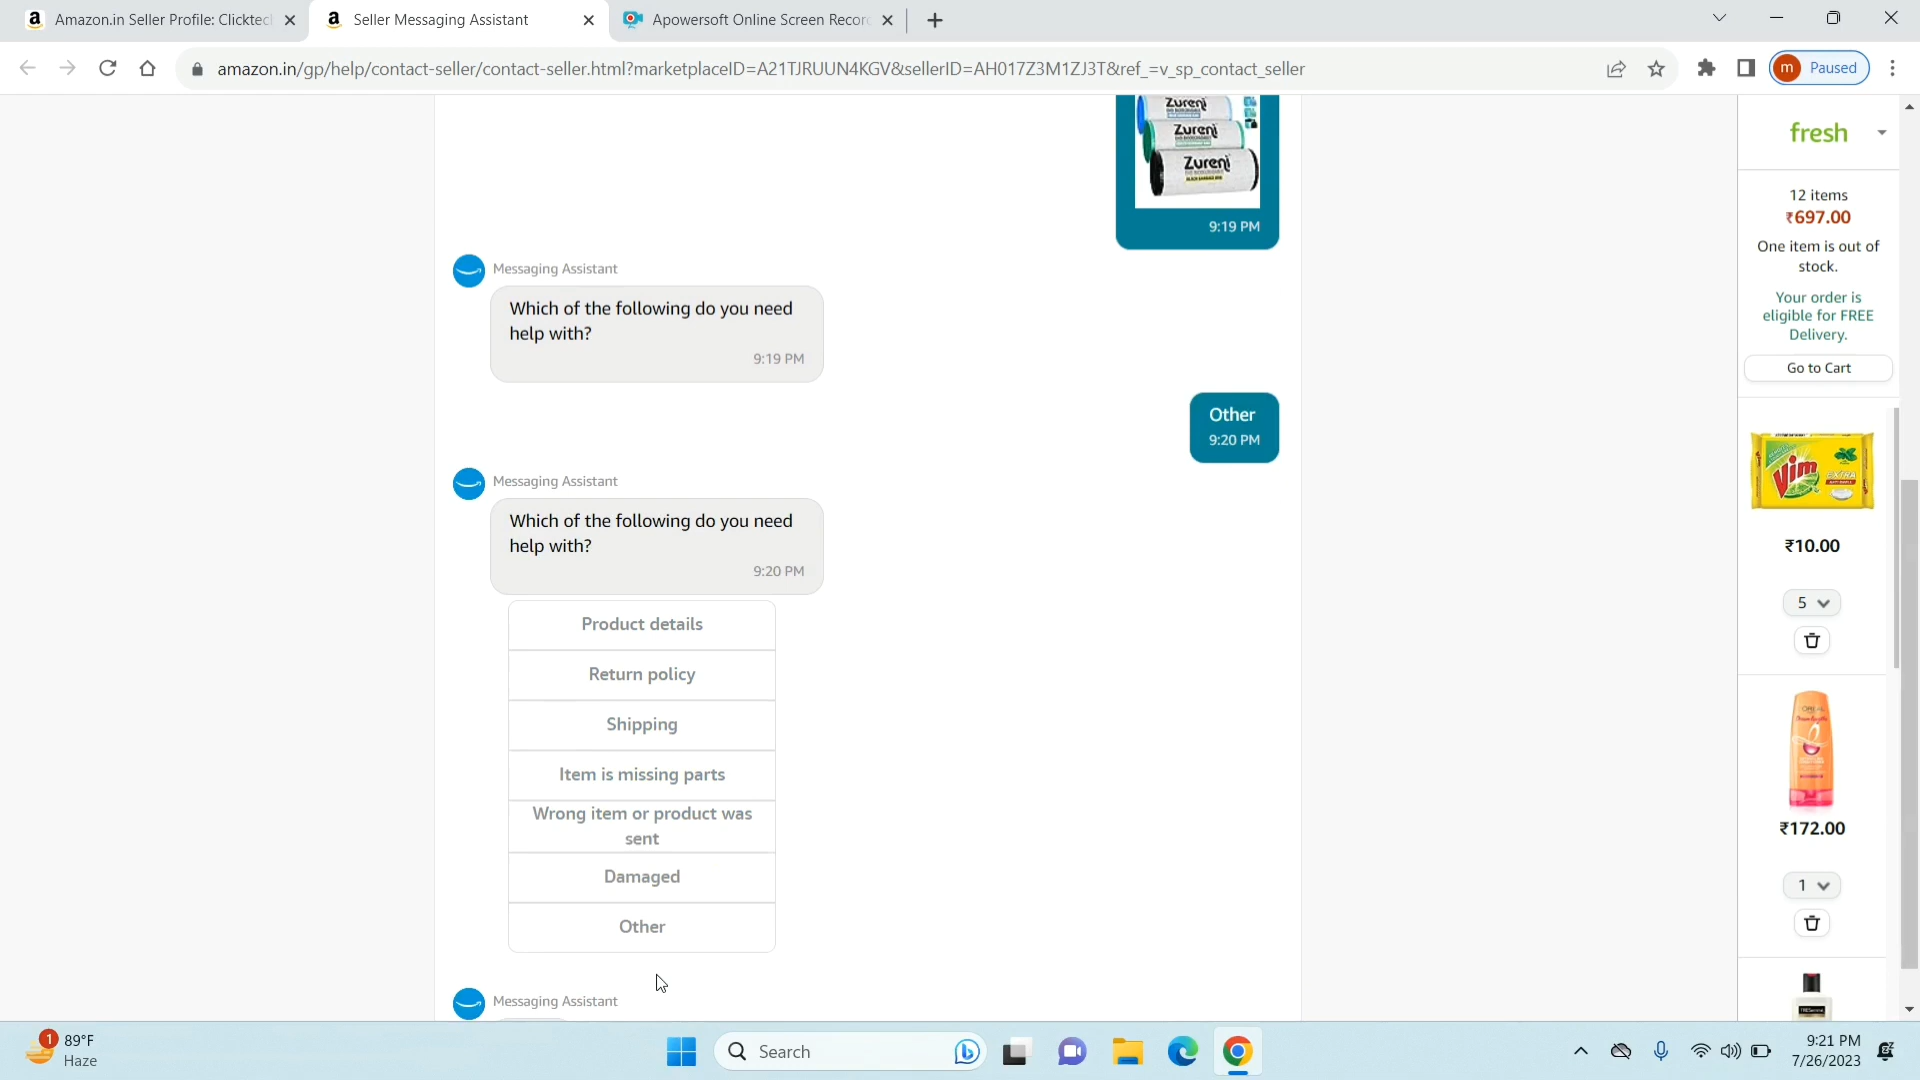 Amazon.in Seller Profile: Clicktecl
Seller Messaging Assistant
Apowersoft Online Screen Recor
amazon.in/gp/help/contact-seller/contact-seller.html?marketplaceID=A21TJRUUN4KGV&sellerID=AH017Z3M1ZJ3T&ref_=v_sp_contact_seller
m Paused
Zureni
Zureni
Zureni
9:19 PM
Messaging Assistant
Which of the following do you need
help with?
9:19 PM
Other
9:20 PM
Messaging Assistant
Which of the following do you need
help with?
9:20 PM
Product details
Return policy
Shipping
Item is missing parts
Wrong item or product was
sent
Damaged
Other
Messaging Assistant
fresh
12 items
₹697.00
One item is out of
stock.
Your order is
eligible for FREE
Delivery.
Go to Cart
Vim
EXTRA
₹10.00
5
₹172.00
1
1
89°F
Haze
Search
9:21 PM
7/26/2023